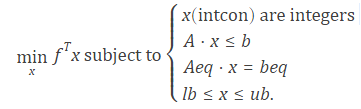 min f^T x subject to { x(intcon) are integers
x
A · x ≤ b
Aeq · x = beq
lb ≤ x ≤ ub.